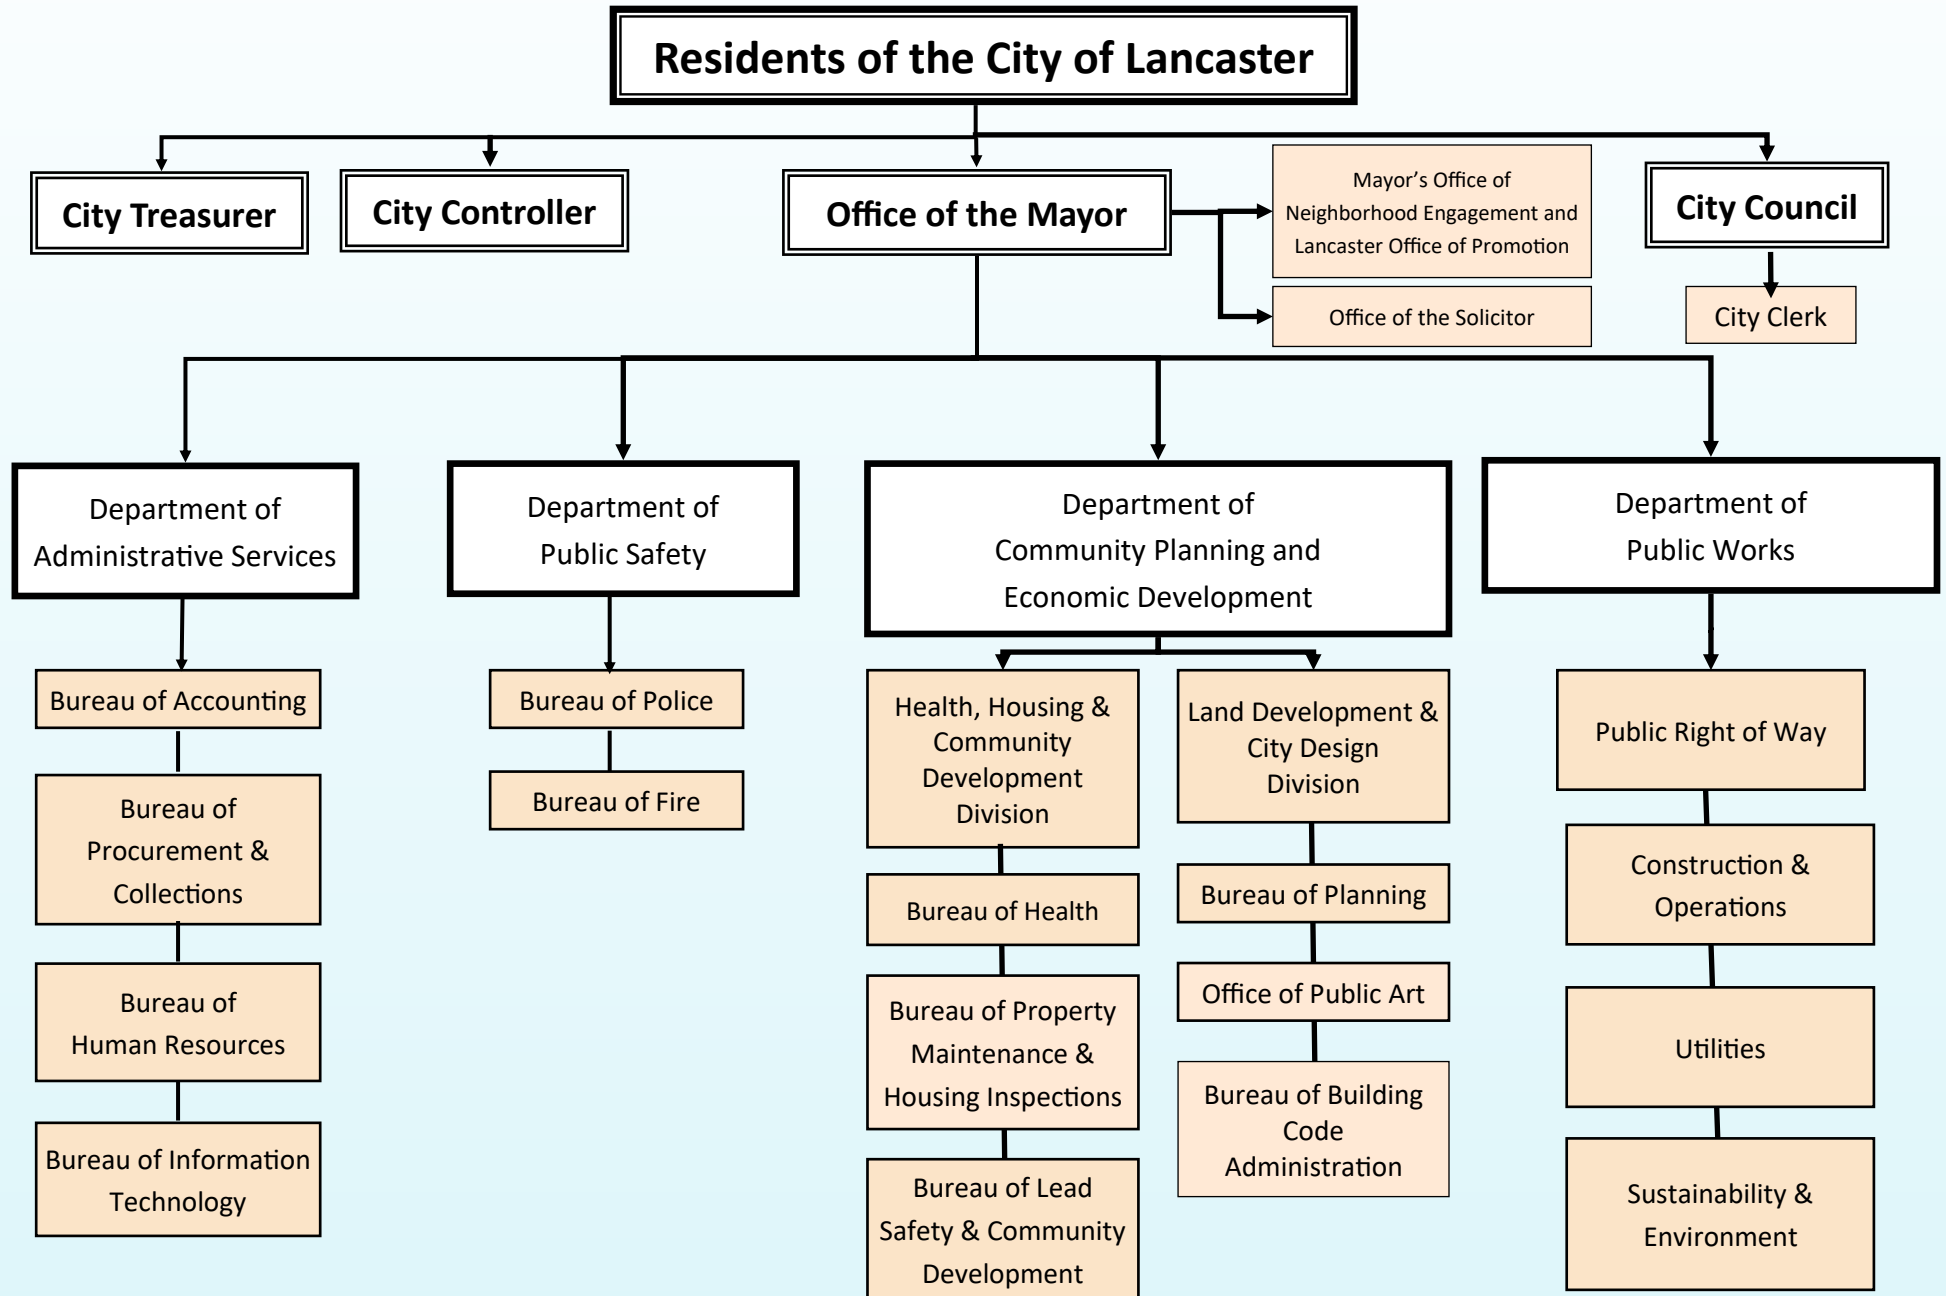 Residents of the City of Lancaster
City Treasurer
City Controller
Office of the Mayor
Mayor’s Office of
Neighborhood Engagement and
Lancaster Office of Promotion
Office of the Solicitor
City Council
City Clerk
Department of
Administrative Services
Department of
Public Safety
Department of
Community Planning and
Economic Development
Department of
Public Works
Bureau of Accounting
Bureau of
Procurement &
Collections
Bureau of
Human Resources
Bureau of Information
Technology
Bureau of Police
Bureau of Fire
Health, Housing &
Community
Development
Division
Bureau of Health
Bureau of Property
Maintenance &
Housing Inspections
Bureau of Lead
Safety & Community
Development
Land Development &
City Design
Division
Bureau of Planning
Office of Public Art
Bureau of Building
Code
Administration
Public Right of Way
Construction &
Operations
Utilities
Sustainability &
Environment